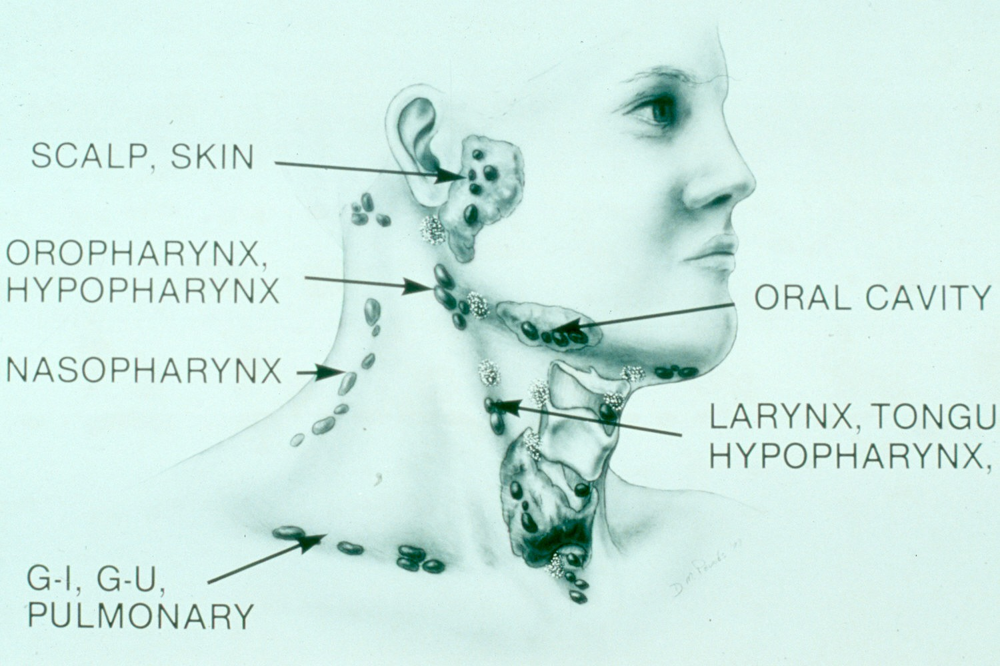 SCALP, SKIN
OROPHARYNX,
HYPOPHARYNX
NASOPHARYNX
G-I, G-U,
PULMONARY
ORAL CAVITY
LARYNX, TONGU
HYPOPHARYNX,